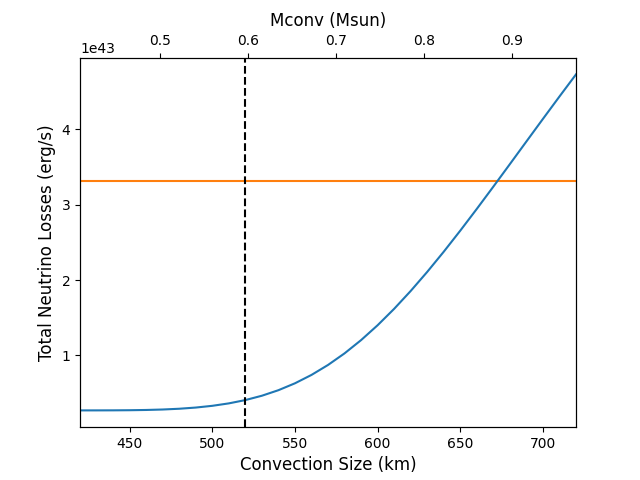 Mconv (Msun)
0.5 0.6 0.7 0.8 0.9
1e43
Total Neutrino Losses (erg/s)
4
3
2
1
450 500 550 600 650 700
Convection Size (km)